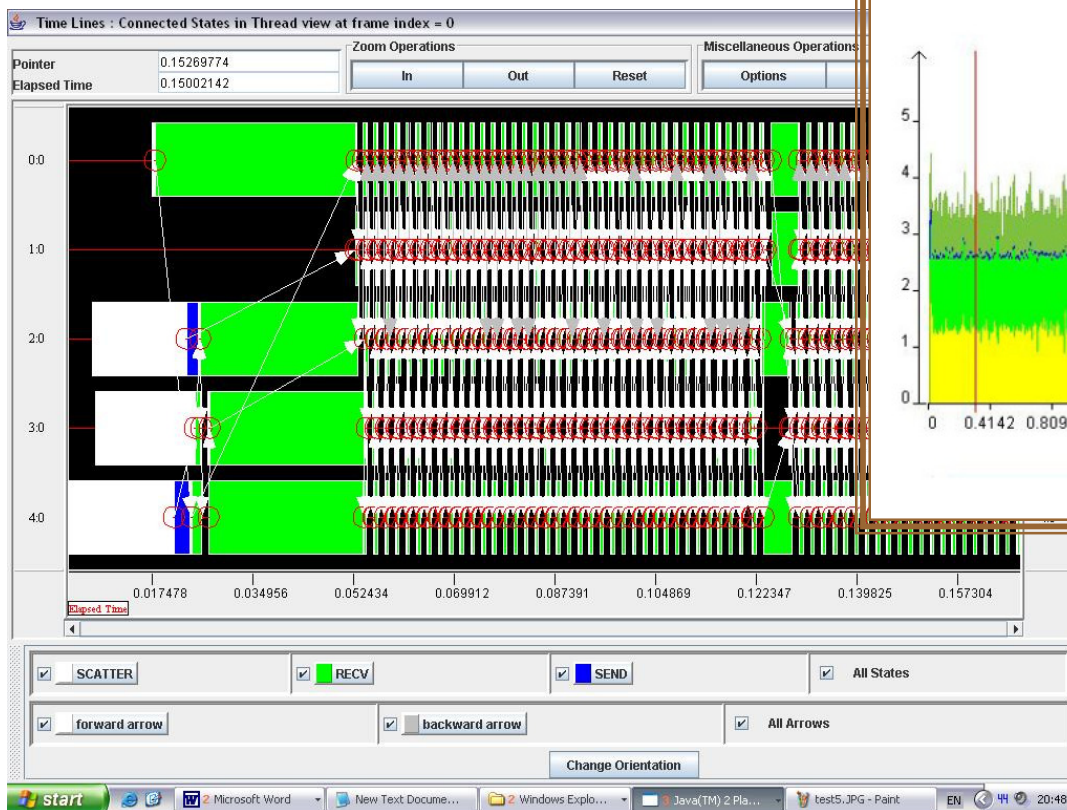 Time Lines : Connected States in Thread view at frame index = 0
Zoom Operations
Miscellaneous Operations
Pointer 0.15269774
Elapsed Time 0.15002142
In Out Reset Options
0:0
1:0
2:0
3:0
4:0
0.017478 0.034956 0.052434 0.069912 0.087391 0.104869 0.122347 0.139825 0.157304
Elapsed Time
5
4
3
2
1
0
0 0.4142 0.809
SCATTER RECV SEND All States
forward arrow backward arrow All Arrows
Change Orientation
start 2 Microsoft Word New Text Docume... 2 Windows Explo... 3 Java(TM) 2 Pla... test5.JPG - Paint EN 20:48